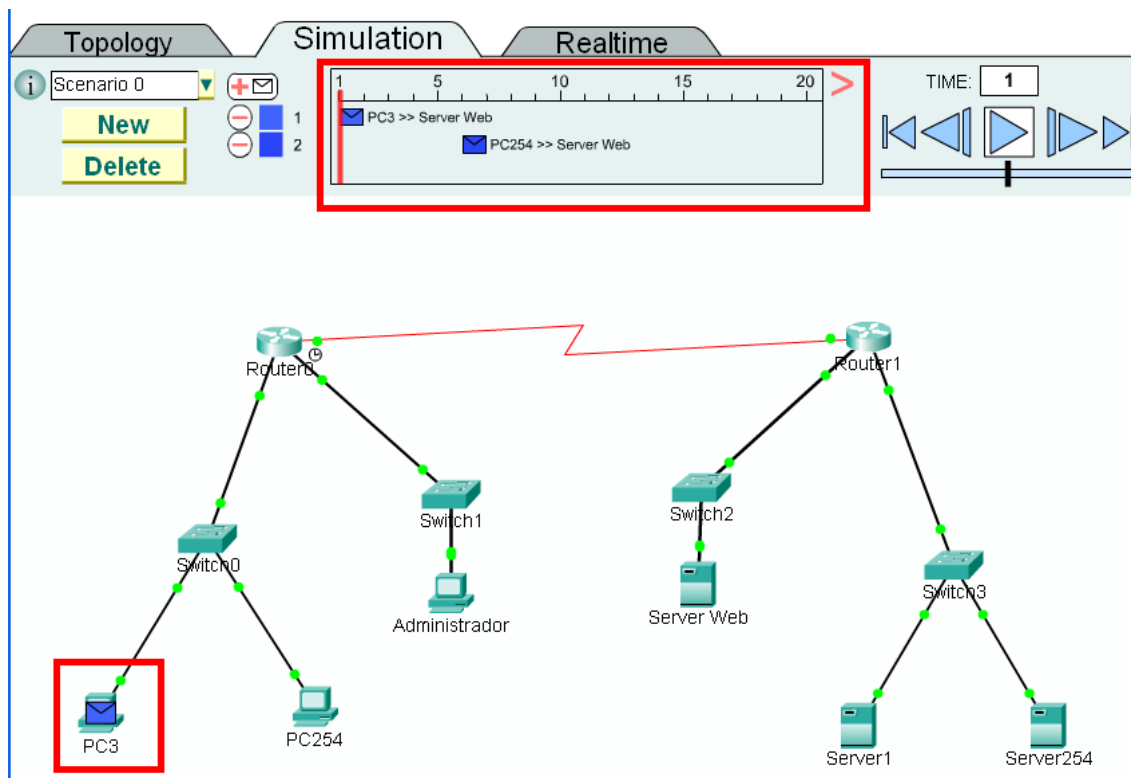 Topology
Simulation
Realtime
i
Scenario 0
New
Delete
1
2
1 5 10 15 20
PC3 >> Server Web
PC254 >> Server Web
>
TIME: 1
Router0
Router1
Switch1
Switch2
Switch0
Switch3
Administrador
Server Web
PC3
PC254
Server1
Server254